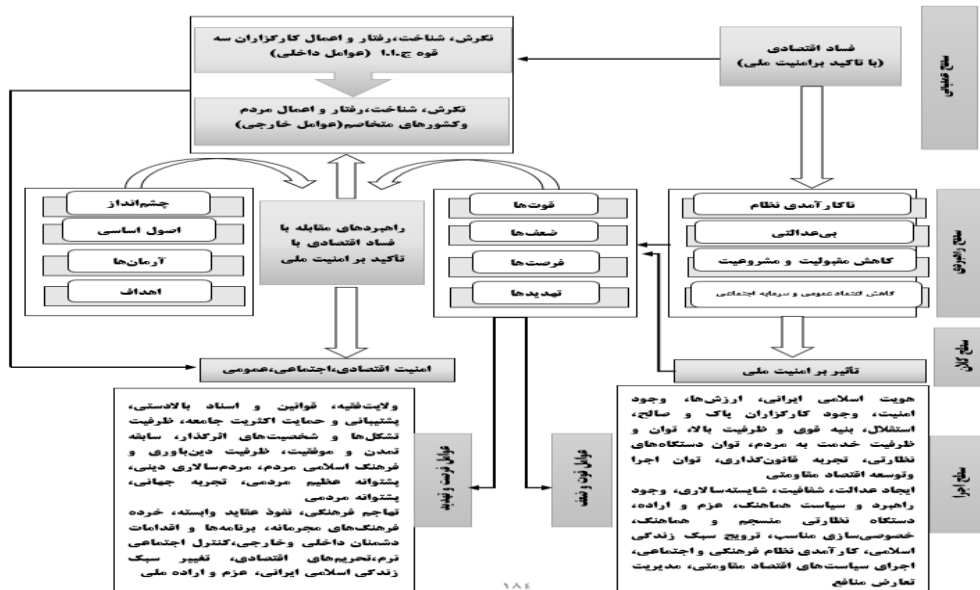 سطح عملیاتی
فساد اقتصادی
(با تاکید برامنیت ملی)
نگرش، شناخت،رفتار و اعمال کارگزاران سه
قوه ج.ا.ا (عوامل داخلی)
نگرش، شناخت،رفتار و اعمال مردم
وکشورهای متخاصم(عوامل خارجی)
سطح راهبردی
ناکارآمدی نظام
بی‌عدالتی
کاهش مقبولیت و مشروعیت
کاهش اعتماد عمومی و سرمایه اجتماعی
قوت‌ها
ضعف‌ها
فرصت‌ها
تهدیدها
راهبردهای مقابله با
فساد اقتصادی با
تأکید بر امنیت ملی
چشم‌انداز
اصول اساسی
آرمان‌ها
اهداف
سطح کلان
تأثیر بر امنیت ملی
امنیت اقتصادی،اجتماعی،عمومی
سطح اجرا
هویت اسلامی ایرانی، ارزش‌ها، وجود
امنیت، وجود کارگزاران پاک و صالح،
استقلال، بنیه قوی و ظرفیت بالا، توان و
ظرفیت خدمت به مردم، توان دستگاه‌های
نظارتی، تجربه قانون‌گذاری، توان اجرا
وتوسعه اقتصاد مقاومتی
ایجاد عدالت، شفافیت، شایسته‌سالاری، وجود
راهبرد و سیاست هماهنگ، عزم و اراده،
دستگاه نظارتی منسجم و هماهنگ،
خصوصی‌سازی مناسب، ترویج سبک زندگی
اسلامی، کارآمدی نظام فرهنگی و اجتماعی،
اجرای سیاست‌های اقتصاد مقاومتی، مدیریت
تعارض منافع
عوامل قوت و ضعف
عوامل فرصت و تهدید
ولایت‌فقیه، قوانین و اسناد بالادستی،
پشتیبانی و حمایت اکثریت جامعه، ظرفیت
تشکل‌ها و شخصیت‌های اثرگذار، سابقه
تمدن و موفقیت، ظرفیت دین‌باوری و
فرهنگ اسلامی مردم، مردم‌سالاری دینی،
پشتوانه عظیم مردمی، تجربه جهانی،
پشتوانه مردمی
تهاجم فرهنگی، نفوذ عقاید وابسته، خرده
فرهنگ‌های مجرمانه، برنامه‌ها و اقدامات
دشمنان داخلی وخارجی،کنترل اجتماعی
نرم،تحریم‌های اقتصادی، تغییر سبک
زندگی اسلامی ایرانی، عزم و اراده ملی
۱۸٤